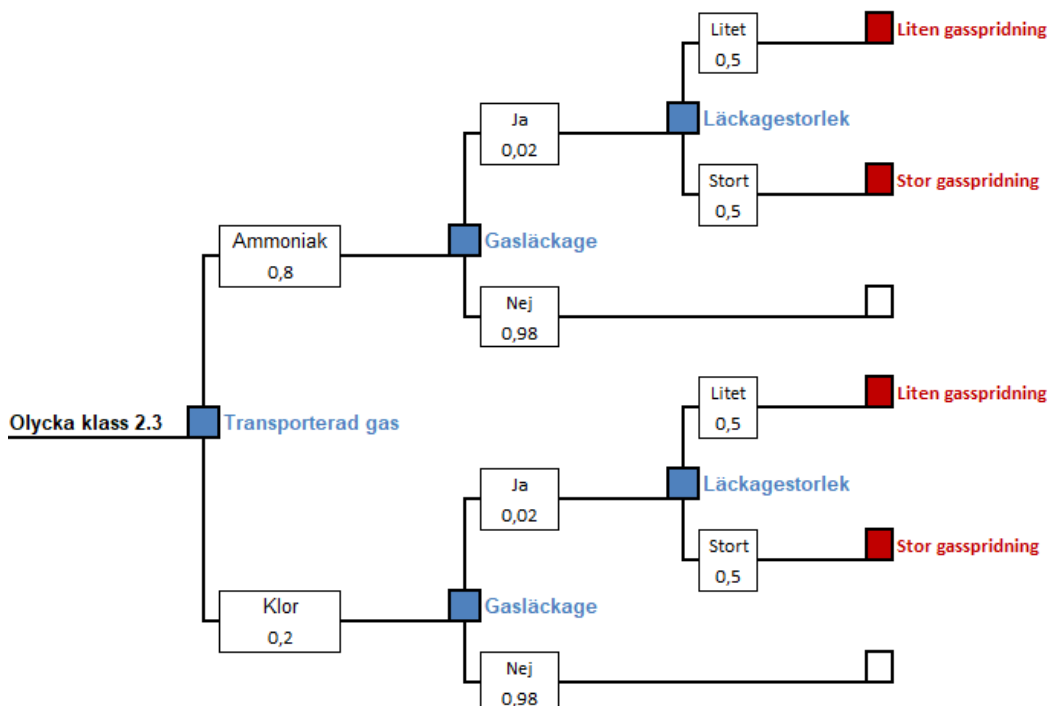 Litet
0,5
Liten gasspridning
Ja
0,02
Läckagestorlek
Stort
0,5
Stor gasspridning
Ammoniak
0,8
Gasläckage
Nej
0,98
Olycka klass 2.3
Transporterad gas
Litet
0,5
Liten gasspridning
Ja
0,02
Läckagestorlek
Stort
0,5
Stor gasspridning
Klor
0,2
Gasläckage
Nej
0,98